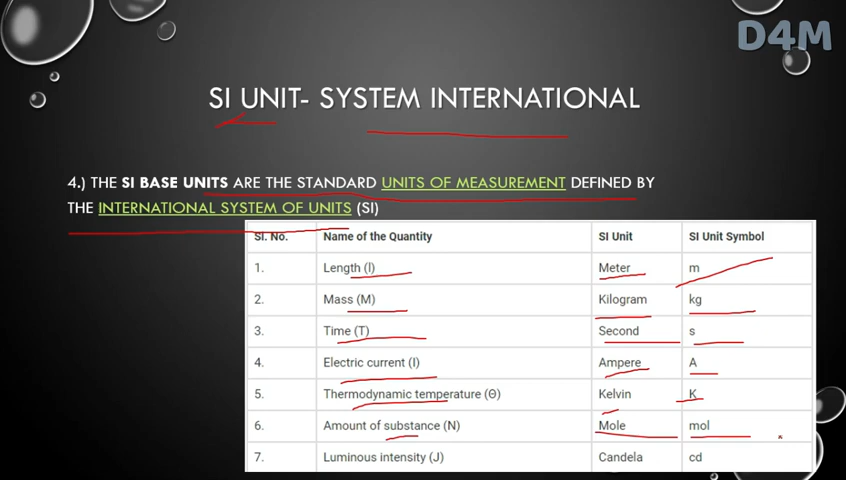 D4M
SI UNIT- SYSTEM INTERNATIONAL
4.) THE SI BASE UNITS ARE THE STANDARD UNITS OF MEASUREMENT DEFINED BY
THE INTERNATIONAL SYSTEM OF UNITS (SI)
Sl. No. Name of the Quantity SI Unit SI Unit Symbol
1. Length (l) Meter m
2. Mass (M) Kilogram kg
3. Time (T) Second s
4. Electric current (I) Ampere A
5. Thermodynamic temperature (Θ) Kelvin K
6. Amount of substance (N) Mole mol
7. Luminous intensity (J) Candela cd